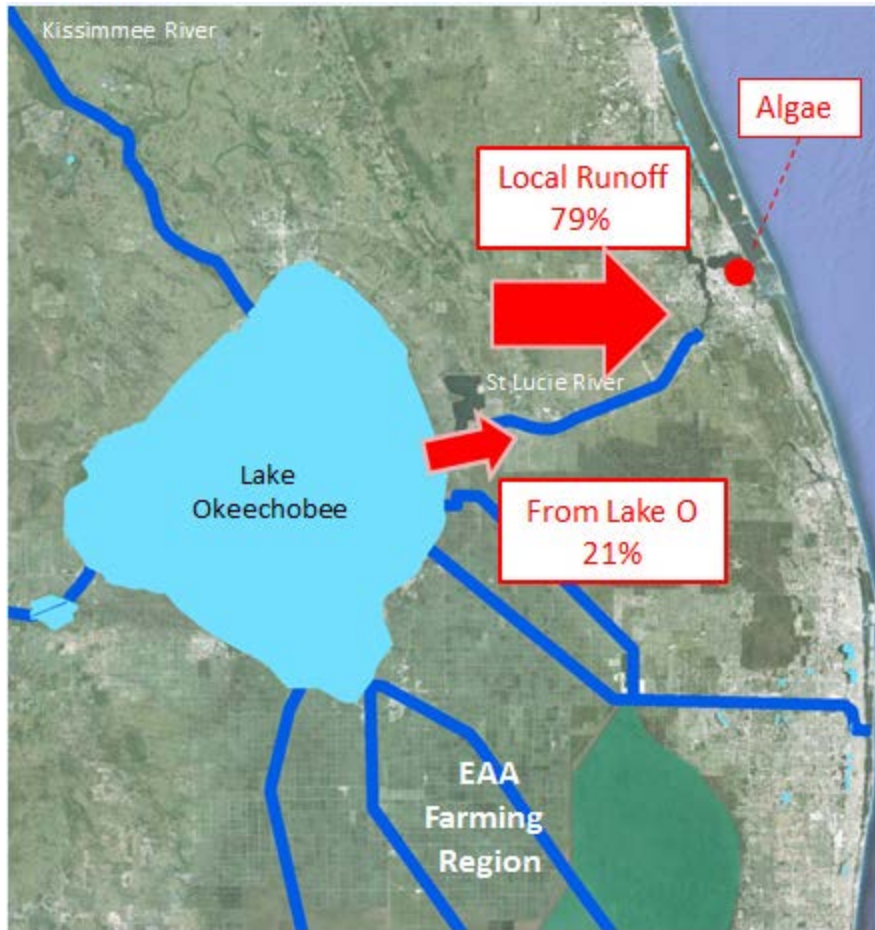 Kissimmee River
Algae
Local Runoff
79%
St Lucie River
Lake
Okeechobee
From Lake O
21%
EAA
Farming
Region